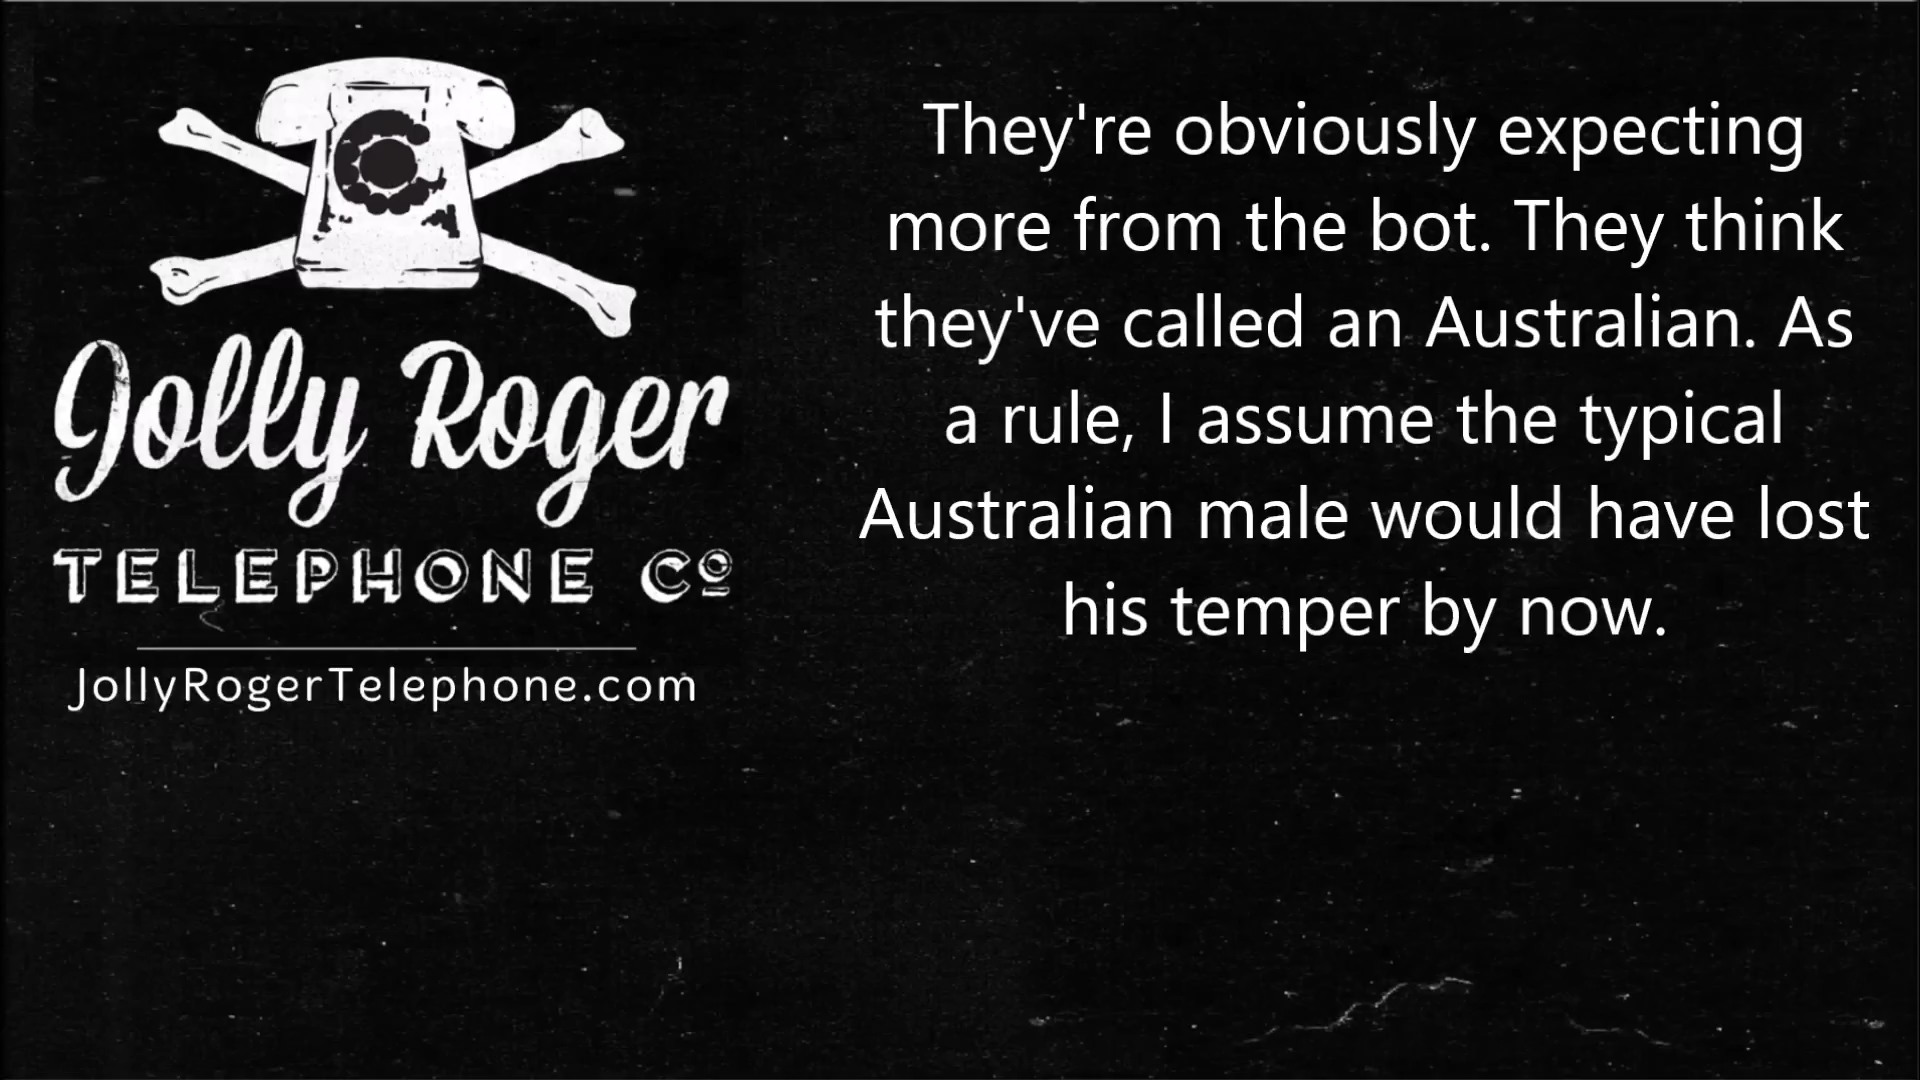 Jolly Roger
TELEPHONE Cº
JollyRogerTelephone.com
They're obviously expecting
more from the bot. They think
they've called an Australian. As
a rule, I assume the typical
Australian male would have lost
his temper by now.